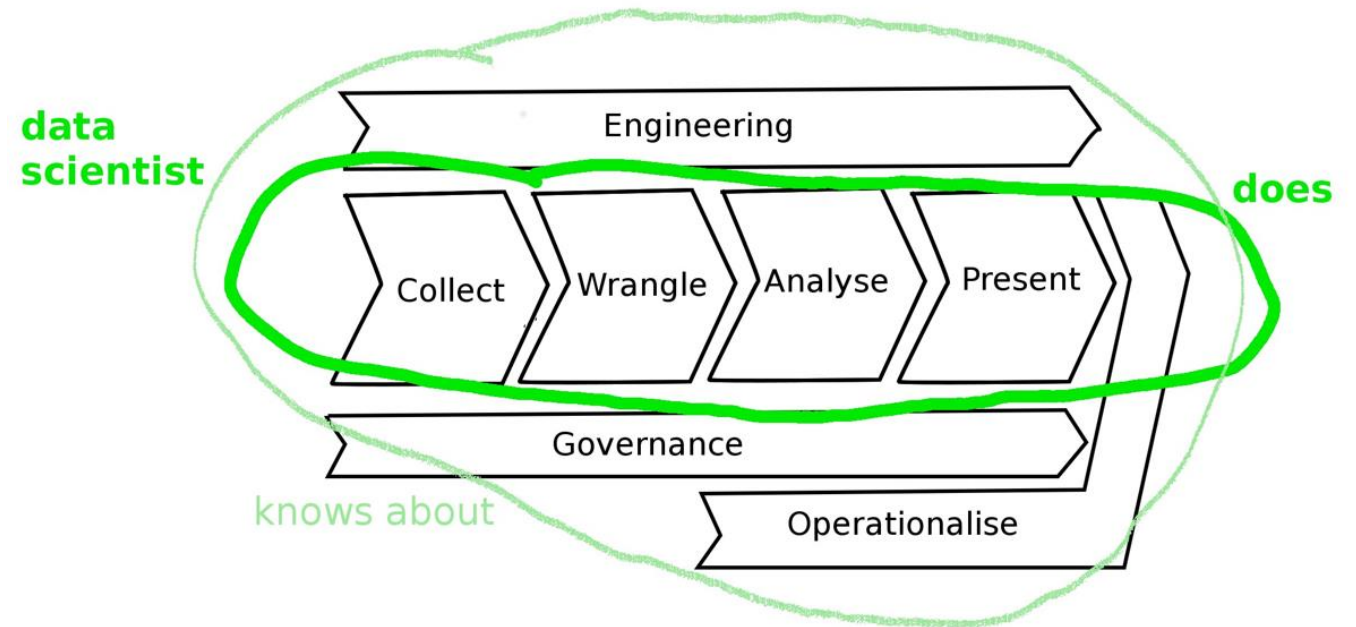 data
scientist
Engineering
does
Collect
Wrangle
Analyse
Present
Governance
knows about
Operationalise